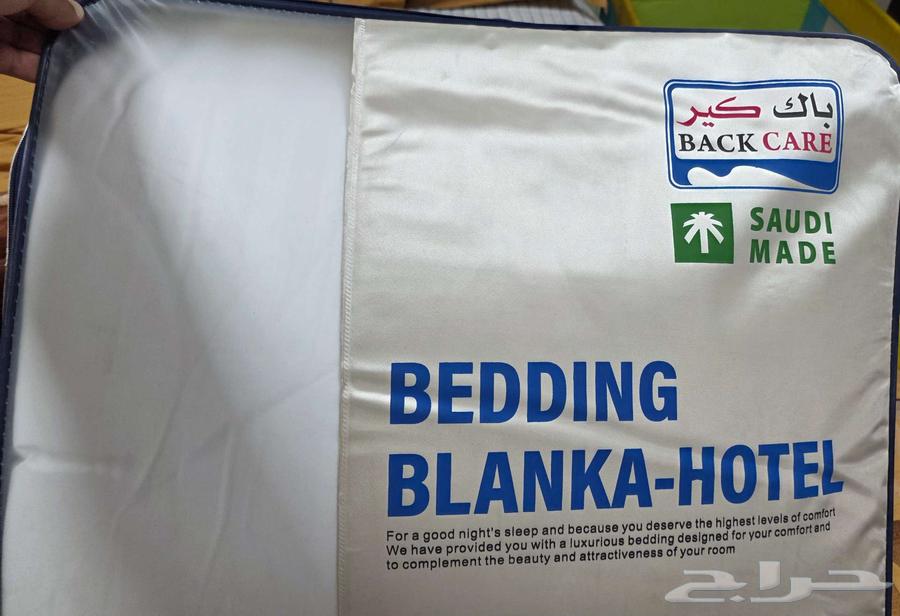 باك كير
BACK CARE
SAUDI
MADE
BEDDING
BLANKA-HOTEL
For a good night's sleep and because you deserve the highest levels of comfort
We have provided you with a luxurious bedding designed for your comfort and
to complement the beauty and attractiveness of your room
حراج